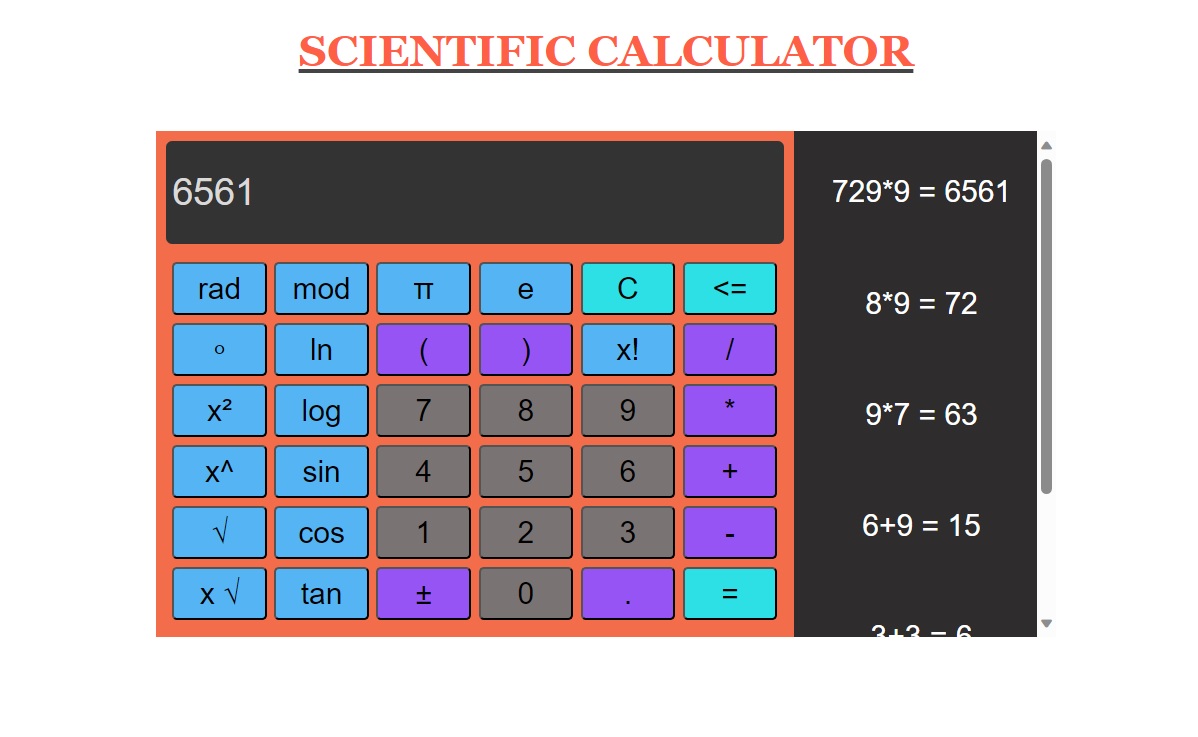 SCIENTIFIC CALCULATOR
6561
rad mod π e C <=
° ln ( ) x! /
x² log 7 8 9 *
x^ sin 4 5 6 +
√ cos 1 2 3 -
x √ tan ± 0 . =
729*9 = 6561
8*9 = 72
9*7 = 63
6+9 = 15
3+3 = 6